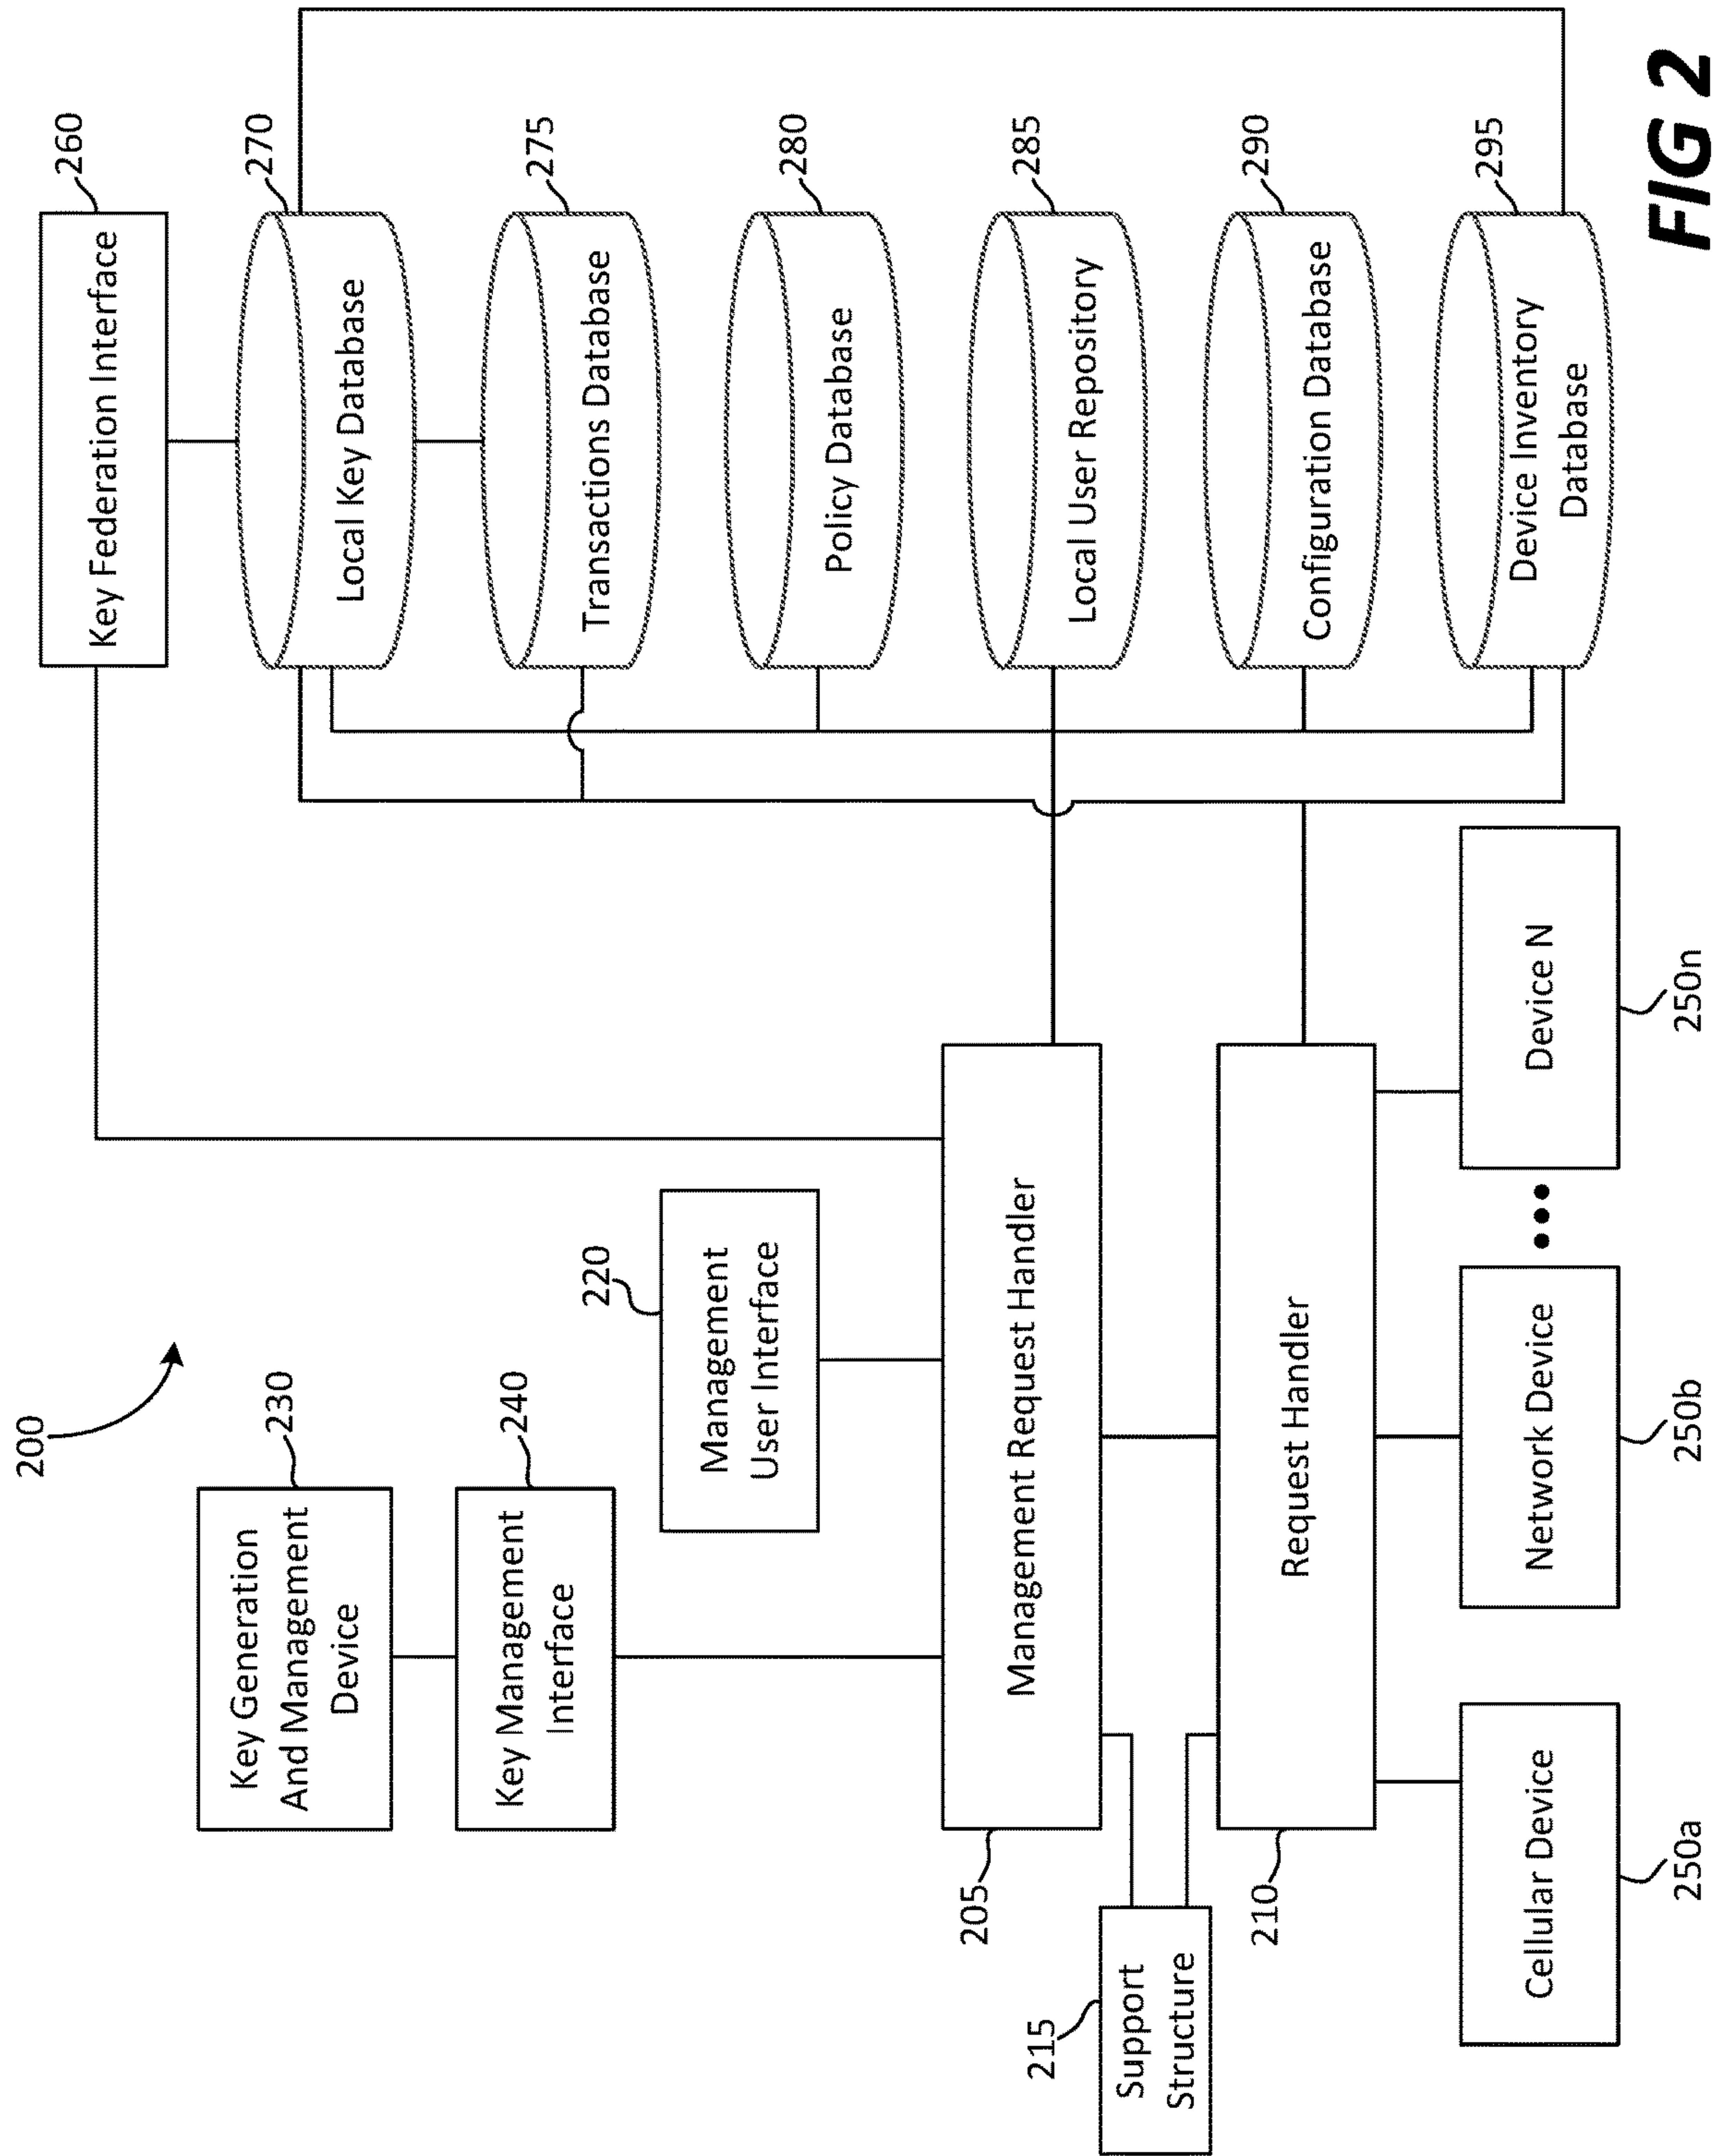 200
230
Key Generation
And Management
Device
240
Key Management
Interface
220
Management
User Interface
205
Management Request Handler
215
Support
Structure
210
Request Handler
Cellular Device
250a
Network Device
250b
Device N
250n
260
Key Federation Interface
270
Local Key Database
275
Transactions Database
280
Policy Database
285
Local User Repository
290
Configuration Database
295
Device Inventory
Database
FIG 2